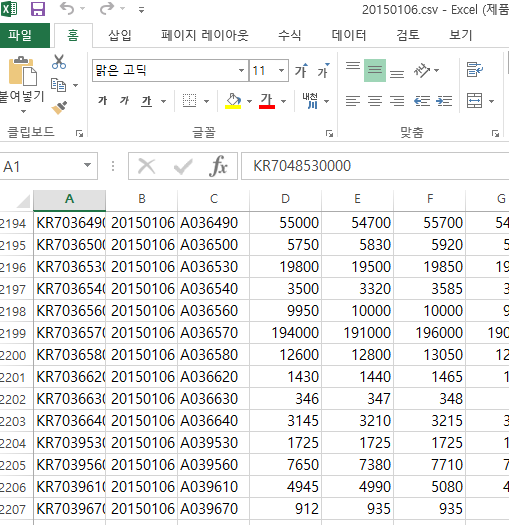 20150106.csv - Excel (제품
파일 홈 삽입 페이지 레이아웃 수식 데이터 검토 보기
붙여넣기
맑은 고딕 11 가 가
가 가 가 가 내천
클립보드 글꼴 맞춤
A1 fx KR7048530000
A B C D E F G
2194 KR7036490 20150106 A036490 55000 54700 55700 54
2195 KR7036500 20150106 A036500 5750 5830 5920 5
2196 KR7036530 20150106 A036530 19800 19500 19850 19
2197 KR7036540 20150106 A036540 3500 3320 3585 3
2198 KR7036560 20150106 A036560 9950 10000 10000 9
2199 KR7036570 20150106 A036570 194000 191000 196000 190
2200 KR7036580 20150106 A036580 12600 12800 13050 12
2201 KR7036620 20150106 A036620 1430 1440 1465 1
2202 KR7036630 20150106 A036630 346 347 348
2203 KR7036640 20150106 A036640 3145 3210 3215 3
2204 KR7039530 20150106 A039530 1725 1725 1725 1
2205 KR7039560 20150106 A039560 7650 7380 7710 7
2206 KR7039610 20150106 A039610 4945 4990 5080 4
2207 KR7039670 20150106 A039670 912 935 935